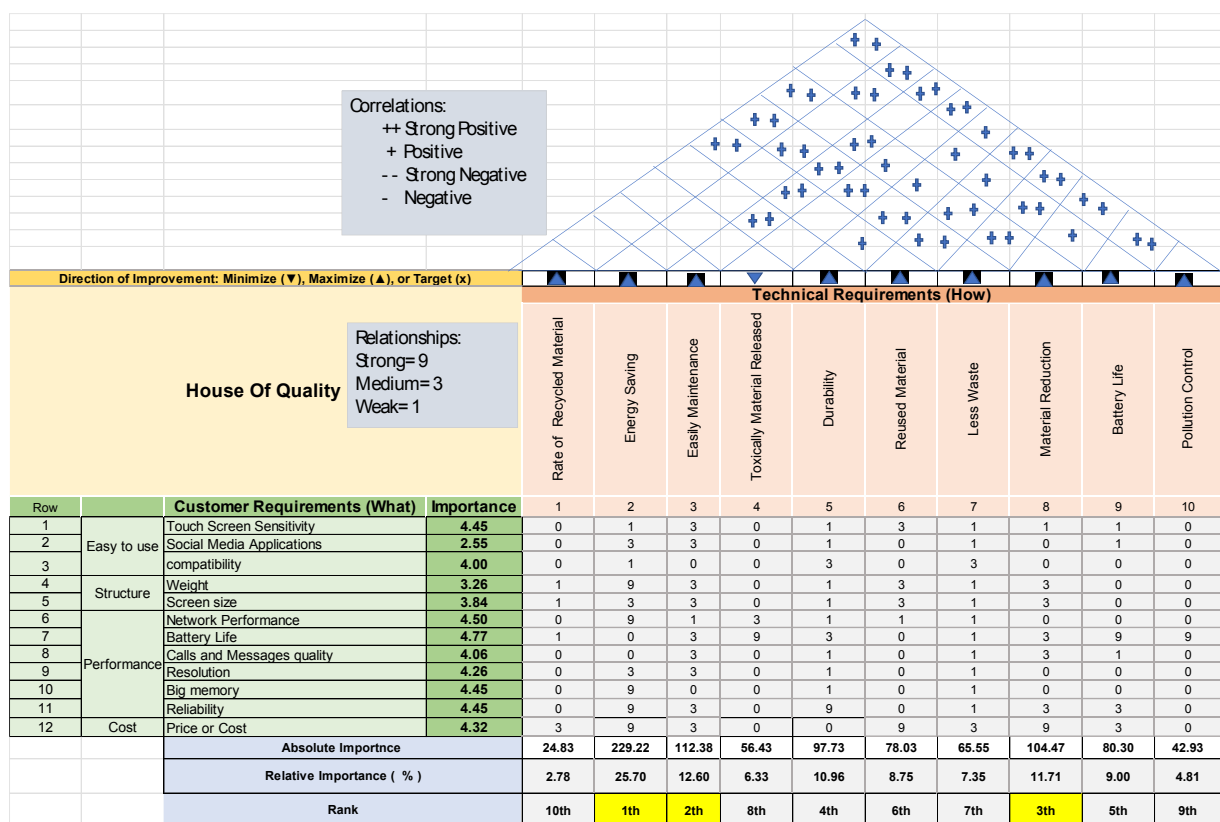 Correlations:
++ Strong Positive
+ Positive
- - Strong Negative
- Negative
Direction of Improvement: Minimize (▼), Maximize (▲), or Target (x)
Technical Requirements (How)
House Of Quality
Relationships:
Strong= 9
Medium= 3
Weak= 1
Rate of Recycled Material
Energy Saving
Easily Maintenance
Toxically Material Released
Durability
Reused Material
Less Waste
Material Reduction
Battery Life
Pollution Control
Row Customer Requirements (What) Importance 1 2 3 4 5 6 7 8 9 10
1 Easy to use Touch Screen Sensitivity 4.45 0 1 3 0 1 3 1 1 1 0
2 Social Media Applications 2.55 0 3 3 0 1 0 1 0 1 0
3 compatibility 4.00 0 1 0 0 3 0 3 0 0 0
4 Structure Weight 3.26 1 9 3 0 1 3 1 3 0 0
5 Screen size 3.84 1 3 3 0 1 3 1 3 0 0
6 Performance Network Performance 4.50 0 9 1 3 1 1 1 0 0 0
7 Battery Life 4.77 1 0 3 9 3 0 1 3 9 9
8 Calls and Messages quality 4.06 0 0 3 0 1 0 1 3 1 0
9 Resolution 4.26 0 3 3 0 1 0 1 0 0 0
10 Big memory 4.45 0 9 0 0 1 0 1 0 0 0
11 Reliability 4.45 0 9 3 0 9 0 1 3 3 0
12 Cost Price or Cost 4.32 3 9 3 0 0 9 3 9 3 0
Absolute Importnce 24.83 229.22 112.38 56.43 97.73 78.03 65.55 104.47 80.30 42.93
Relative Importance ( % ) 2.78 25.70 12.60 6.33 10.96 8.75 7.35 11.71 9.00 4.81
Rank 10th 1th 2th 8th 4th 6th 7th 3th 5th 9th